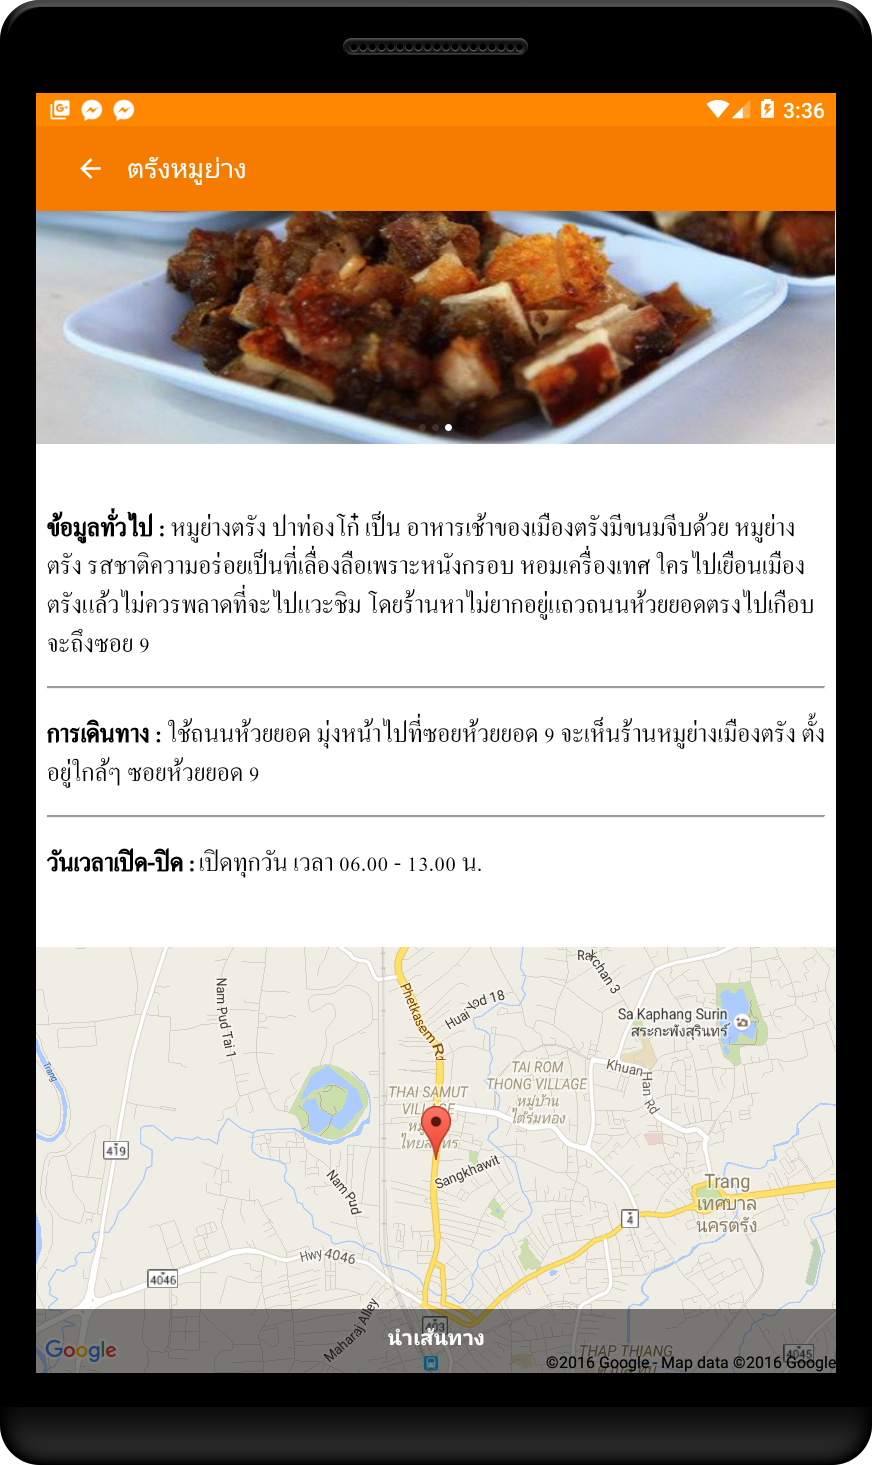 3:36
ตรังหมูย่าง
ข้อมูลทั่วไป : หมูย่างตรัง ปาท่องโก๋ เป็น อาหารเช้าของเมืองตรังมีขนมจีบด้วย หมูย่าง
ตรัง รสชาติความอร่อยเป็นที่เลื่องลือเพราะหนังกรอบ หอมเครื่องเทศ ใครไปเยือนเมือง
ตรังแล้วไม่ควรพลาดที่จะไปแวะชิม โดยร้านหาไม่ยากอยู่แถวถนนห้วยยอดตรงไปเกือบ
จะถึงซอย 9
การเดินทาง : ใช้ถนนห้วยยอด มุ่งหน้าไปที่ซอยห้วยยอด 9 จะเห็นร้านหมูย่างเมืองตรัง ตั้ง
อยู่ใกล้ๆ ซอยห้วยยอด 9
วันเวลาเปิด-ปิด : เปิดทุกวัน เวลา 06.00 - 13.00 น.
Phetkasem Rd
Nam Pud Tai 1
Sa Kaphang Surin
สระกะพังสุรินทร์
Trang
TAI ROM
THONG VILLAGE
หมู่บ้าน
ใต้ร่มทอง
Khuan
Han Rd
THAI SAMUT
419
Sangkhawit
Nam Pud
Trang
เทศบาล
นครตรัง
4
Hwy 4046
4046
Maharaj Alley
403
นำเส้นทาง
THAP THIANG
4045
Google
©2016 Google - Map data ©2016 Google